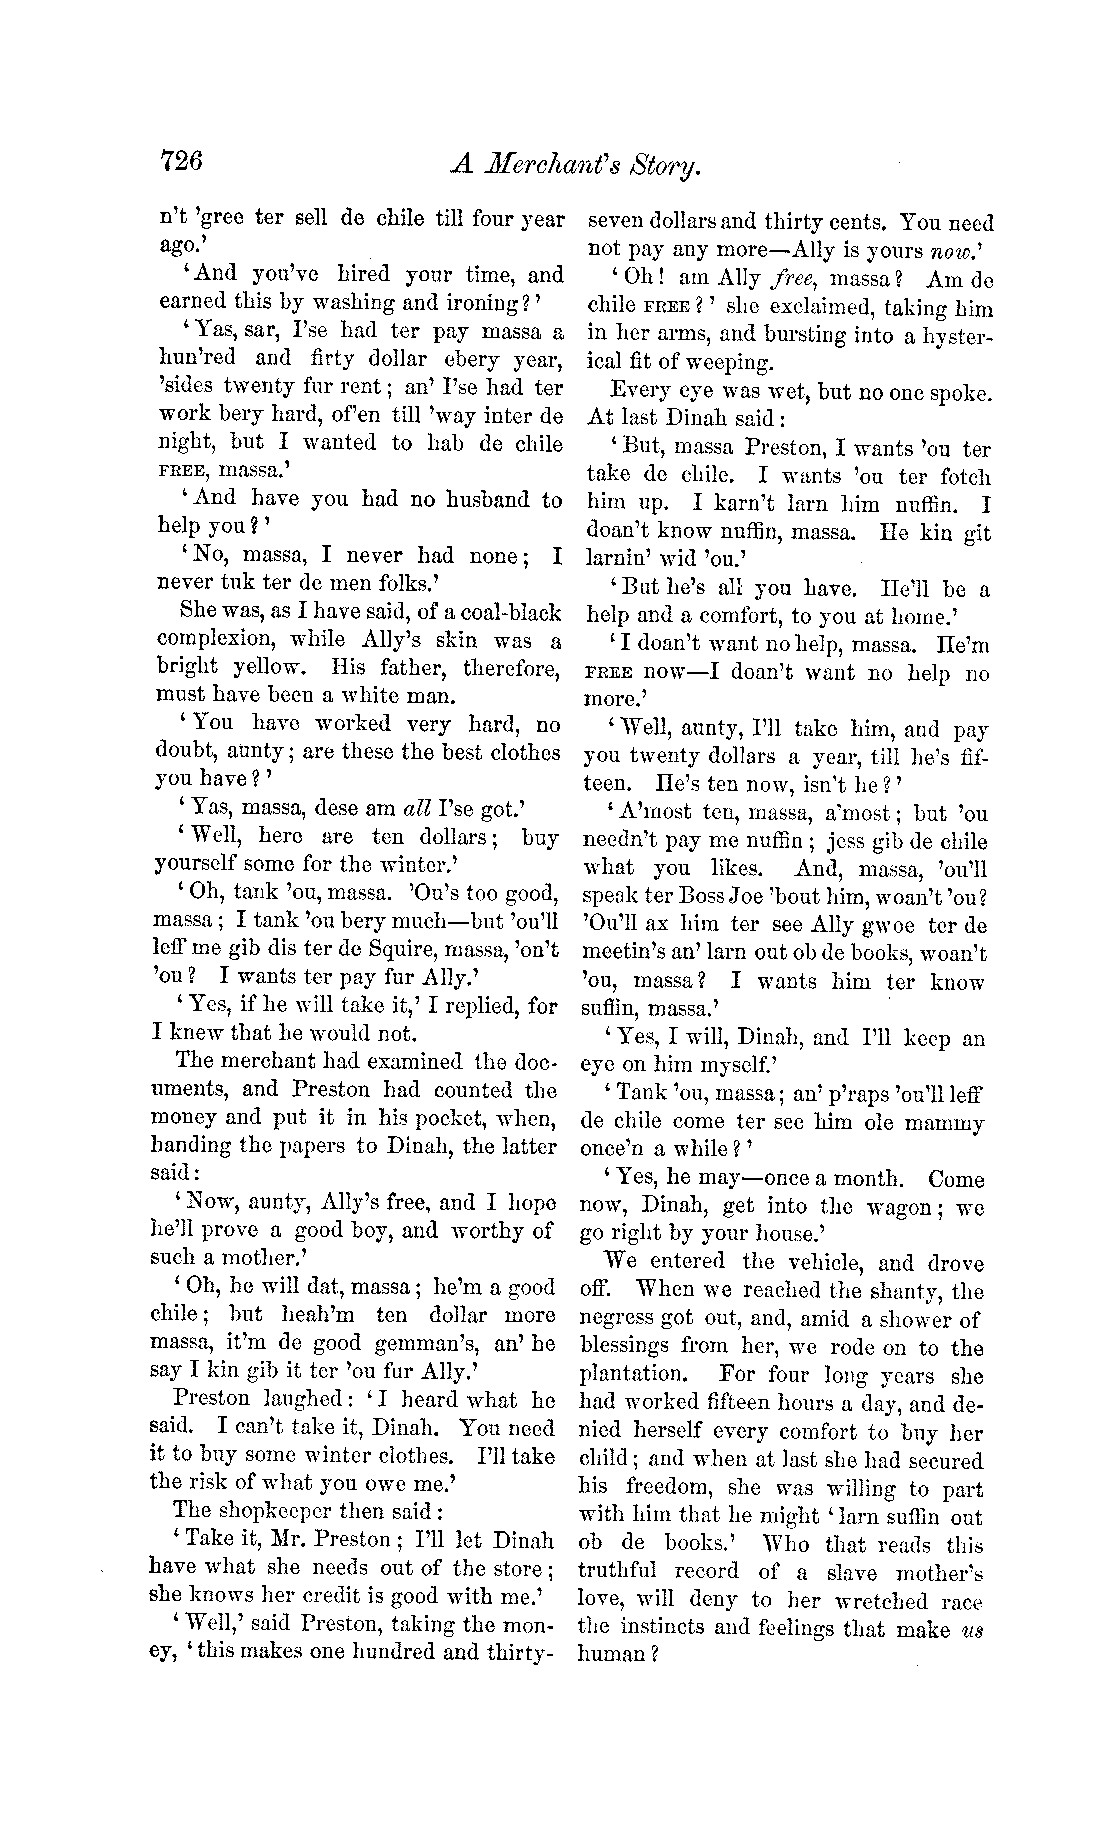 726
A Merchant's Story.
n't 'gree ter sell de chile till four year
ago.'
'And you've hired your time, and
earned this by washing and ironing?'
'Yas, sar, I'se had ter pay massa a
hun'red and firty dollar ebery year,
'sides twenty fur rent; an' I'se had ter
work bery hard, of'en till 'way inter de
night, but I wanted to hab de chile
FREE, massa.'
'And have you had no husband to
help you?'
'No, massa, I never had none; I
never tuk ter de men folks.'
She was, as I have said, of a coal-black
complexion, while Ally's skin was a
bright yellow. His father, therefore,
must have been a white man.
'You have worked very hard, no
doubt, aunty; are these the best clothes
you have?'
'Yas, massa, dese am all I'se got.'
'Well, here are ten dollars; buy
yourself some for the winter.'
'Oh, tank 'ou, massa. 'Ou's too good,
massa; I tank 'ou bery much—but 'ou'll
leff me gib dis ter de Squire, massa, 'on't
'ou? I wants ter pay fur Ally.'
'Yes, if he will take it,' I replied, for
I knew that he would not.
The merchant had examined the doc-
uments, and Preston had counted the
money and put it in his pocket, when,
handing the papers to Dinah, the latter
said:
'Now, aunty, Ally's free, and I hope
he'll prove a good boy, and worthy of
such a mother.'
'Oh, he will dat, massa; he'm a good
chile; but heah'm ten dollar more
massa, it'm de good gemman's, an' he
say I kin gib it ter 'ou fur Ally.'
Preston laughed: 'I heard what he
said. I can't take it, Dinah. You need
it to buy some winter clothes. I'll take
the risk of what you owe me.'
The shopkeeper then said:
'Take it, Mr. Preston; I'll let Dinah
have what she needs out of the store;
she knows her credit is good with me.'
'Well,' said Preston, taking the mon-
ey, 'this makes one hundred and thirty-
seven dollars and thirty cents. You need
not pay any more—Ally is yours now.'
'Oh! am Ally free, massa? Am de
chile FREE?' she exclaimed, taking him
in her arms, and bursting into a hyster-
ical fit of weeping.
Every eye was wet, but no one spoke.
At last Dinah said:
'But, massa Preston, I wants 'ou ter
take de chile. I wants 'ou ter fotch
him up. I karn't larn him nuffin. I
doan't know nuffin, massa. He kin git
larnin' wid 'ou.'
'But he's all you have. He'll be a
help and a comfort, to you at home.'
'I doan't want no help, massa. He'm
FREE now—I doan't want no help no
more.'
'Well, aunty, I'll take him, and pay
you twenty dollars a year, till he's fif-
teen. He's ten now, isn't he?'
'A'most ten, massa, a'most; but 'ou
needn't pay me nuffin; jess gib de chile
what you likes. And, massa, 'ou'll
speak ter Boss Joe 'bout him, woan't 'ou?
'Ou'll ax him ter see Ally gwoe ter de
meetin's an' larn out ob de books, woan't
'ou, massa? I wants him ter know
suffin, massa.'
'Yes, I will, Dinah, and I'll keep an
eye on him myself.'
'Tank 'ou, massa; an' p'raps 'ou'll leff
de chile come ter see him ole mammy
once'n a while?'
'Yes, he may—once a month. Come
now, Dinah, get into the wagon; we
go right by your house.'
We entered the vehicle, and drove
off. When we reached the shanty, the
negress got out, and, amid a shower of
blessings from her, we rode on to the
plantation. For four long years she
had worked fifteen hours a day, and de-
nied herself every comfort to buy her
child; and when at last she had secured
his freedom, she was willing to part
with him that he might 'larn suffin out
ob de books.' Who that reads this
truthful record of a slave mother's
love, will deny to her wretched race
the instincts and feelings that make us
human?